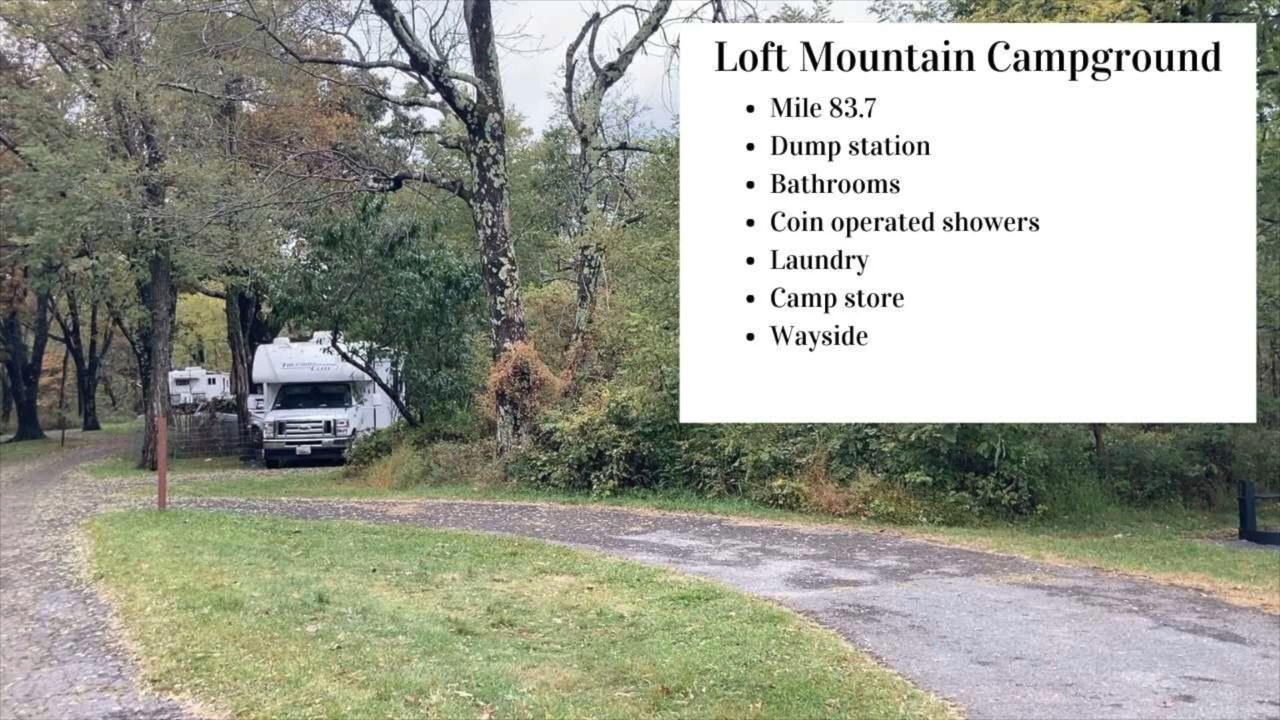 Loft Mountain Campground
• Mile 83.7
• Dump station
• Bathrooms
• Coin operated showers
• Laundry
• Camp store
• Wayside